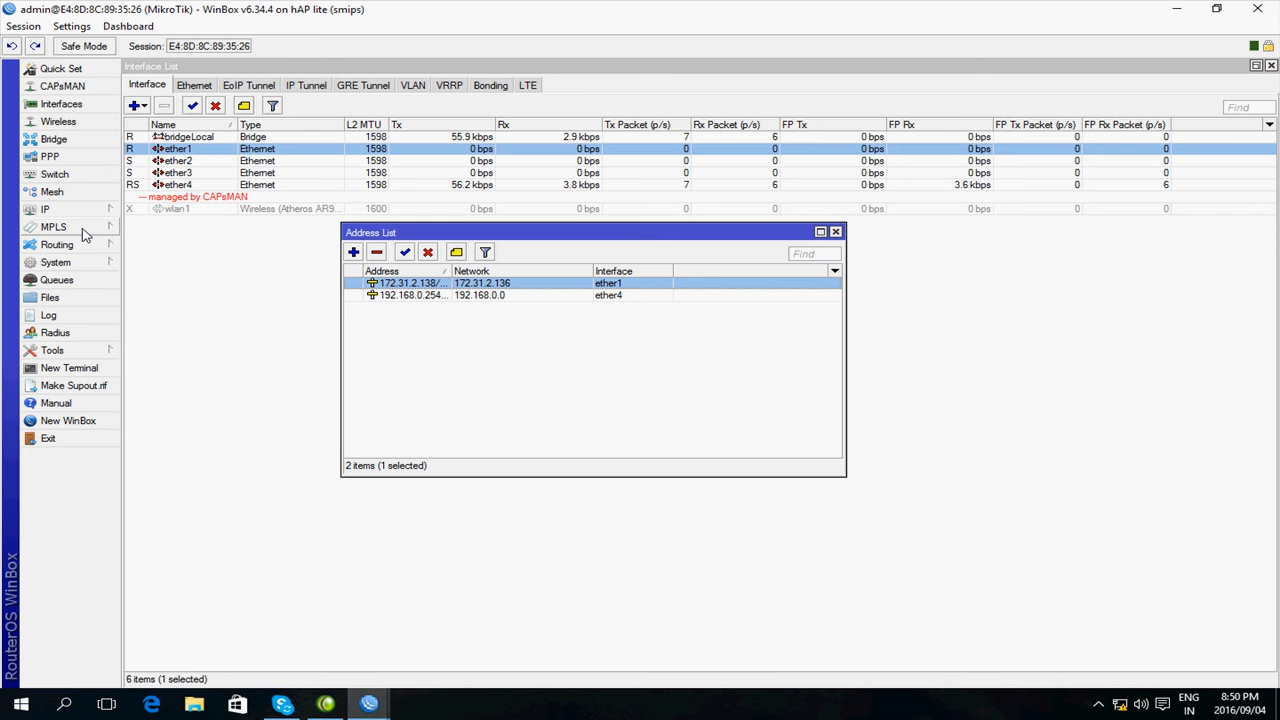 admin@E4:8D:8C:89:35:26 (MikroTik) - WinBox v6.34.4 on hAP lite (smips)
Session Settings Dashboard
Safe Mode Session: E4:8D:8C:89:35:26
Quick Set
CAPsMAN
Interfaces
Wireless
Bridge
PPP
Switch
Mesh
IP
MPLS
Routing
System
Queues
Files
Log
Radius
Tools
New Terminal
Make Supout.rif
Manual
New WinBox
Exit
RouterOS WinBox
Interface List
Interface Ethernet EoIP Tunnel IP Tunnel GRE Tunnel VLAN VRRP Bonding LTE
Find
Name Type L2 MTU Tx Rx Tx Packet (p/s) Rx Packet (p/s) FP Tx FP Rx FP Tx Packet (p/s) FP Rx Packet (p/s)
R bridgeLocal Bridge 1598 55.9 kbps 2.9 kbps 7 6 0 bps 0 bps 0 0
R ether1 Ethernet 1598 0 bps 0 bps 0 0 0 bps 0 bps 0 0
S ether2 Ethernet 1598 0 bps 0 bps 0 0 0 bps 0 bps 0 0
S ether3 Ethernet 1598 0 bps 0 bps 0 0 0 bps 0 bps 0 0
RS ether4 Ethernet 1598 56.2 kbps 3.8 kbps 7 6 0 bps 3.6 kbps 0 6
--- managed by CAPsMAN
X wlan1 Wireless (Atheros AR9... 1600 0 bps 0 bps 0 0 0 bps 0 bps 0 0
Address List
Find
Address Network Interface
172.31.2.138/... 172.31.2.136 ether1
192.168.0.254... 192.168.0.0 ether4
2 items (1 selected)
6 items (1 selected)
ENG
IN
8:50 PM
2016/09/04